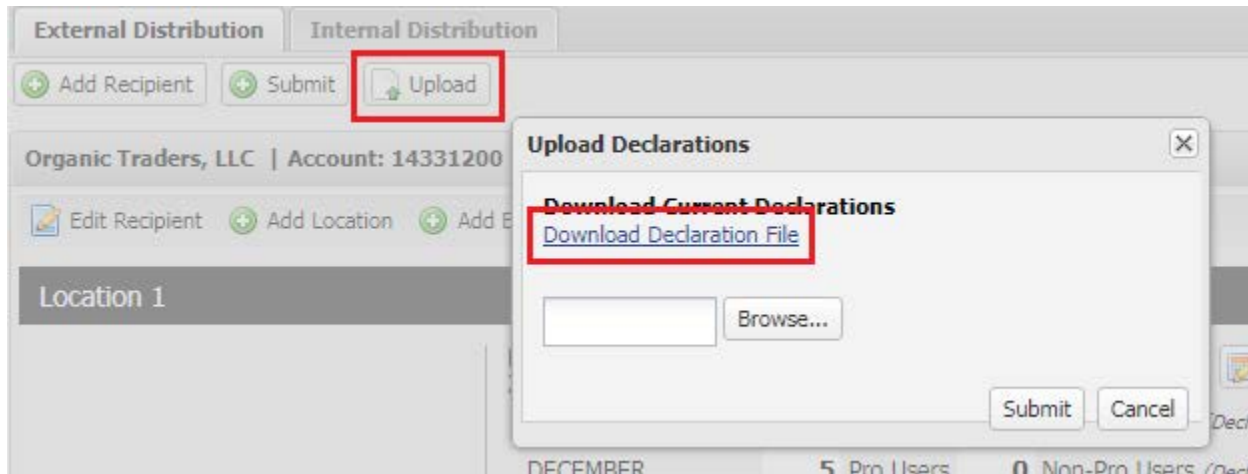 External Distribution Internal Distribution
Add Recipient Submit Upload
Organic Traders, LLC | Account: 14331200
Upload Declarations
Edit Recipient Add Location Add
Download Current Declarations
Download Declaration File
Location 1
Browse...
Submit Cancel
DECEMBER 5 Pro Users 0 Non-Pro Users